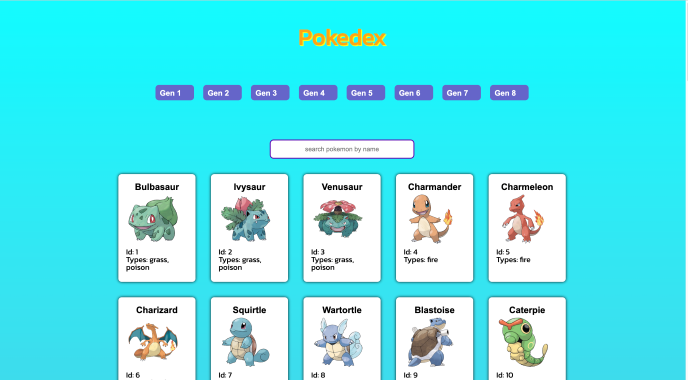 Pokedex
Gen 1 Gen 2 Gen 3 Gen 4 Gen 5 Gen 6 Gen 7 Gen 8
search pokemon by name
Bulbasaur
Id: 1
Types: grass,
poison
Ivysaur
Id: 2
Types: grass,
poison
Venusaur
Id: 3
Types: grass,
poison
Charmander
Id: 4
Types: fire
Charmeleon
Id: 5
Types: fire
Charizard
Id: 6
Squirtle
Id: 7
Wartortle
Id: 8
Blastoise
Id: 9
Caterpie
Id: 10